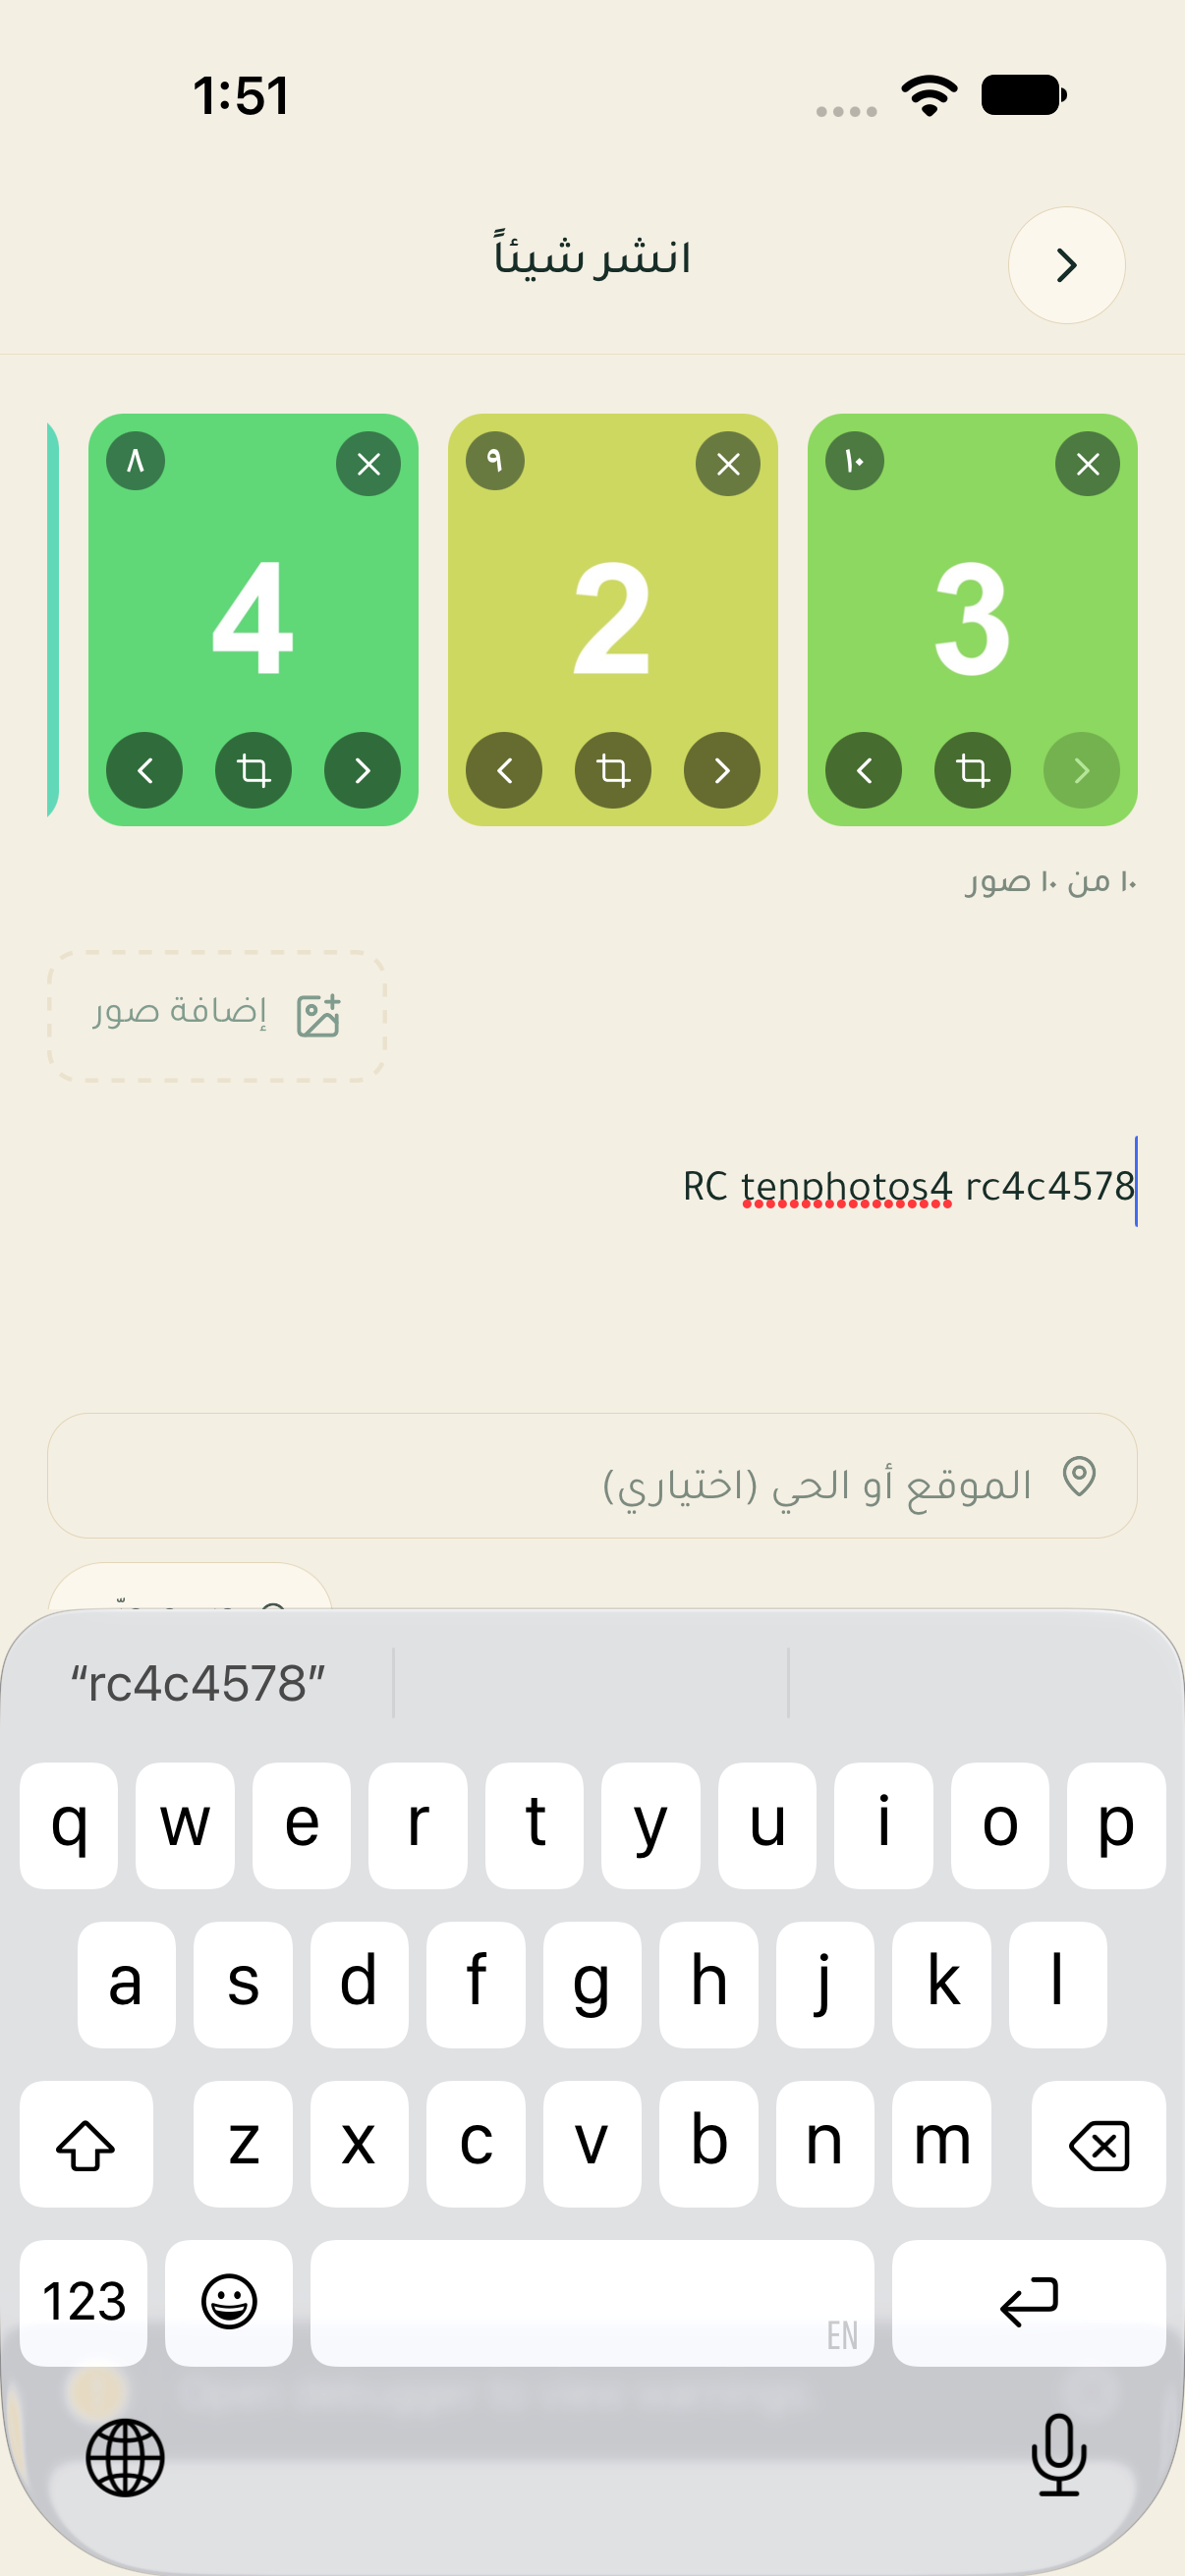 1:51
انشر شيئاً
١٠
٩
٨
3
2
4
١٠ من ١٠ صور
إضافة صور
RC tenphotos4 rc4c4578
الموقع أو الحي (اختياري)
“rc4c4578”
q w e r t y u i o p
a s d f g h j k l
z x c v b n m
123
EN